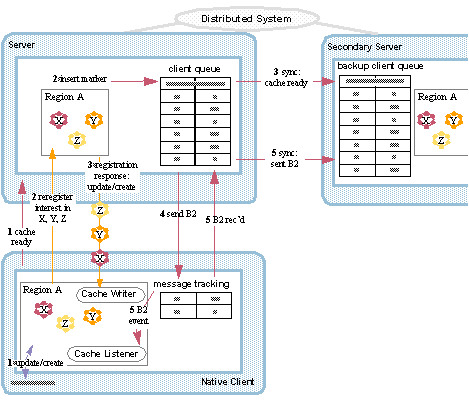 Distributed System
Server
Secondary Server
client queue
backup client queue
2 insert marker
3 sync:
cache ready
Region A
X
Y
Z
Region A
X
Y
Z
3 registration
response:
update/create
5 sync:
sent B2
2 reregister
interest in
X, Y, Z
Z
4 send B2
5 B2 rec'd
1 cache
ready
Y
X
Region A
Cache Writer
message tracking
X
Z
Y
5 B2
event
Cache Listener
1 update/create
Native Client